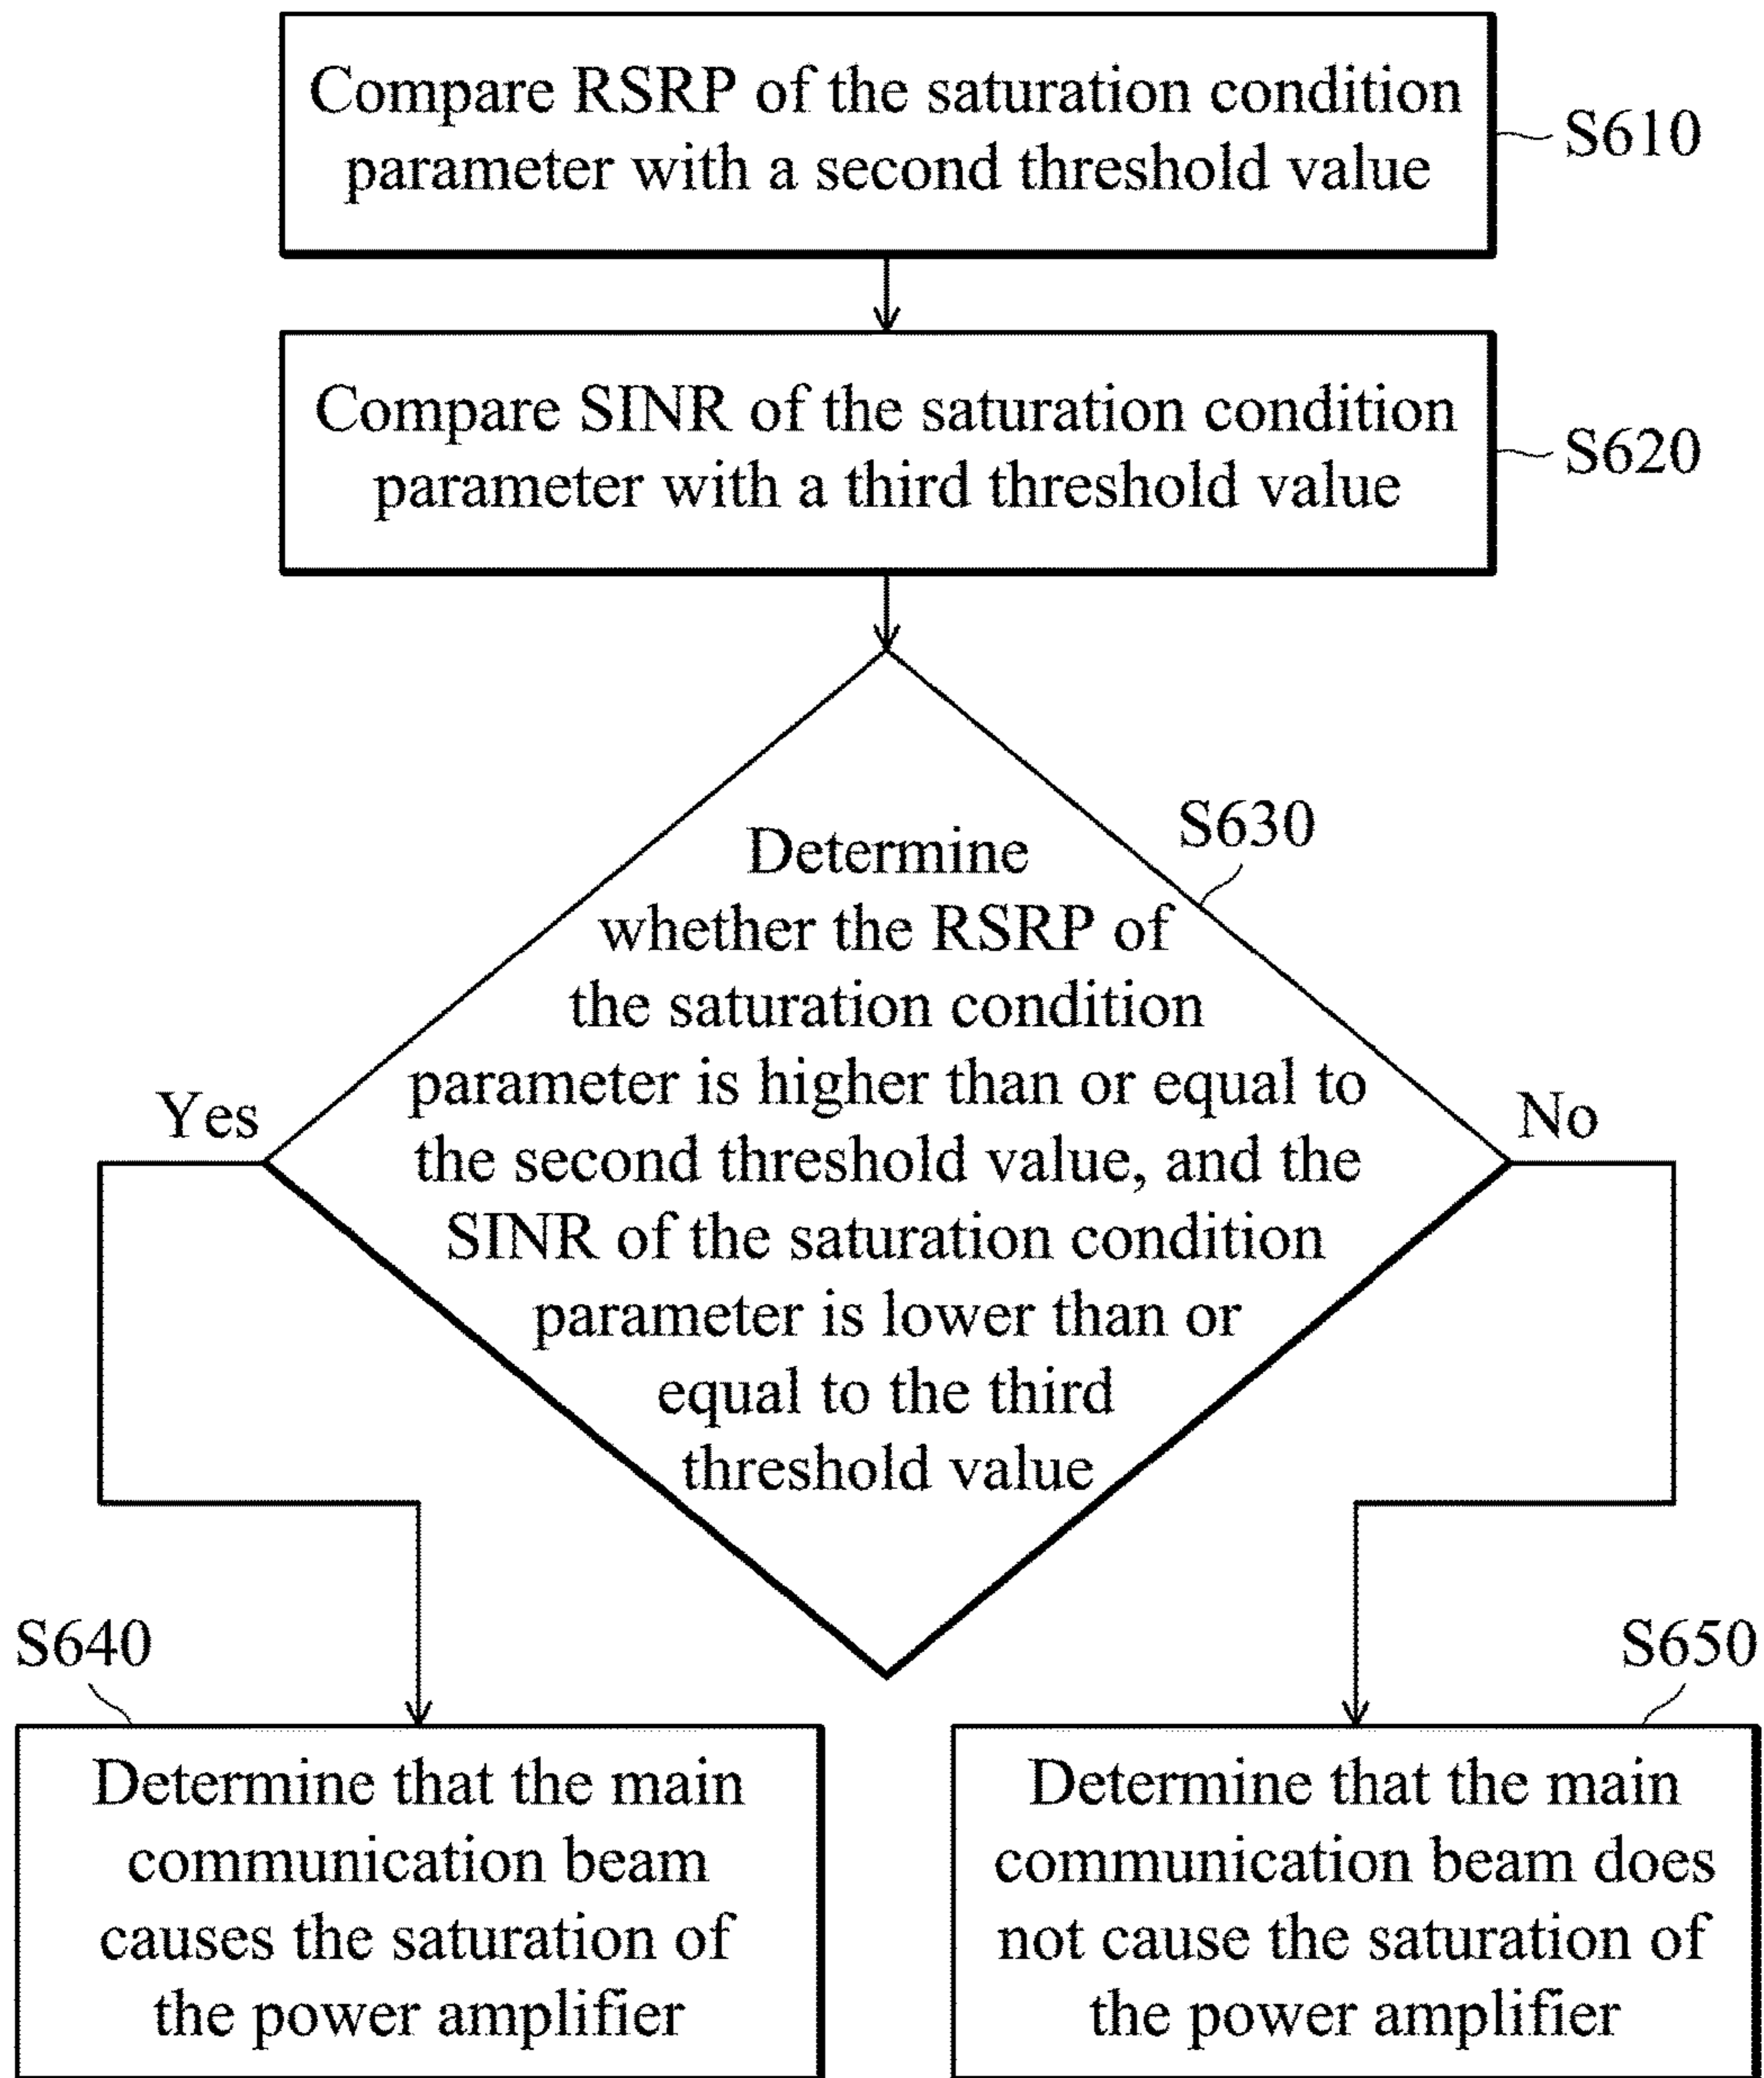 Compare RSRP of the saturation condition
parameter with a second threshold value
S610
Compare SINR of the saturation condition
parameter with a third threshold value
S620
S630
Determine
whether the RSRP of
the saturation condition
parameter is higher than or equal to
the second threshold value, and the
SINR of the saturation condition
parameter is lower than or
equal to the third
threshold value
Yes
No
S640
Determine that the main
communication beam
causes the saturation of
the power amplifier
S650
Determine that the main
communication beam does
not cause the saturation of
the power amplifier